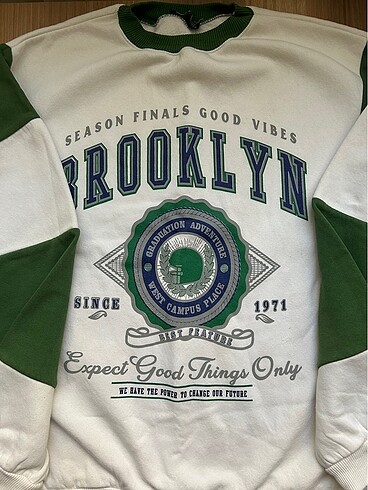 SEASON FINALS GOOD VIBES
BROOKLYN
GRADUATION ADVENTURE
WEST CAMPUS PLACE
SINCE 1971
BEST FEATURE
Expect Good Things Only
WE HAVE THE POWER TO CHANGE OUR FUTURE